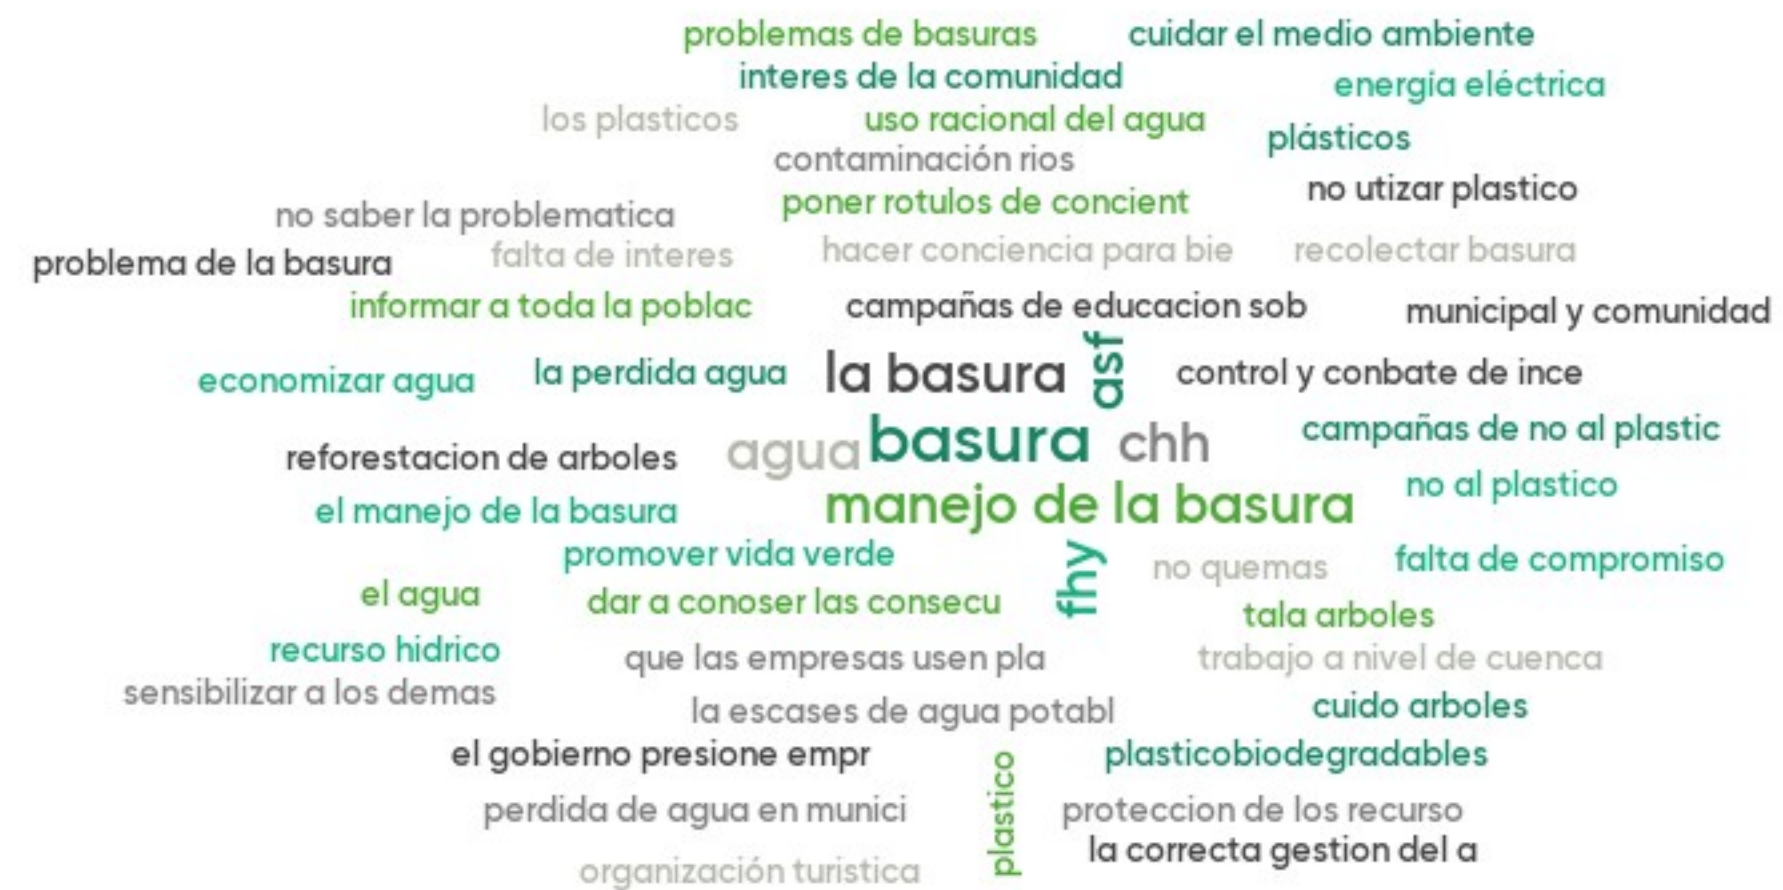 problemas de basuras
cuidar el medio ambiente
interes de la comunidad
energía eléctrica
los plasticos
uso racional del agua
plásticos
contaminación rios
no utizar plastico
poner rotulos de concient
no saber la problematica
falta de interes
hacer conciencia para bie
recolectar basura
problema de la basura
informar a toda la poblac
campañas de educacion sob
municipal y comunidad
economizar agua
la perdida agua
la basura
asf
control y conbate de ince
campañas de no al plastic
reforestacion de arboles
agua
basura
chh
no al plastico
el manejo de la basura
manejo de la basura
promover vida verde
fhy
no quemas
falta de compromiso
el agua
dar a conoser las consecu
tala arboles
recurso hidrico
que las empresas usen pla
trabajo a nivel de cuenca
sensibilizar a los demas
la escases de agua potabl
cuido arboles
el gobierno presione empr
plasticobiodegradables
perdida de agua en munici
plastico
proteccion de los recurso
la correcta gestion del a
organización turistica